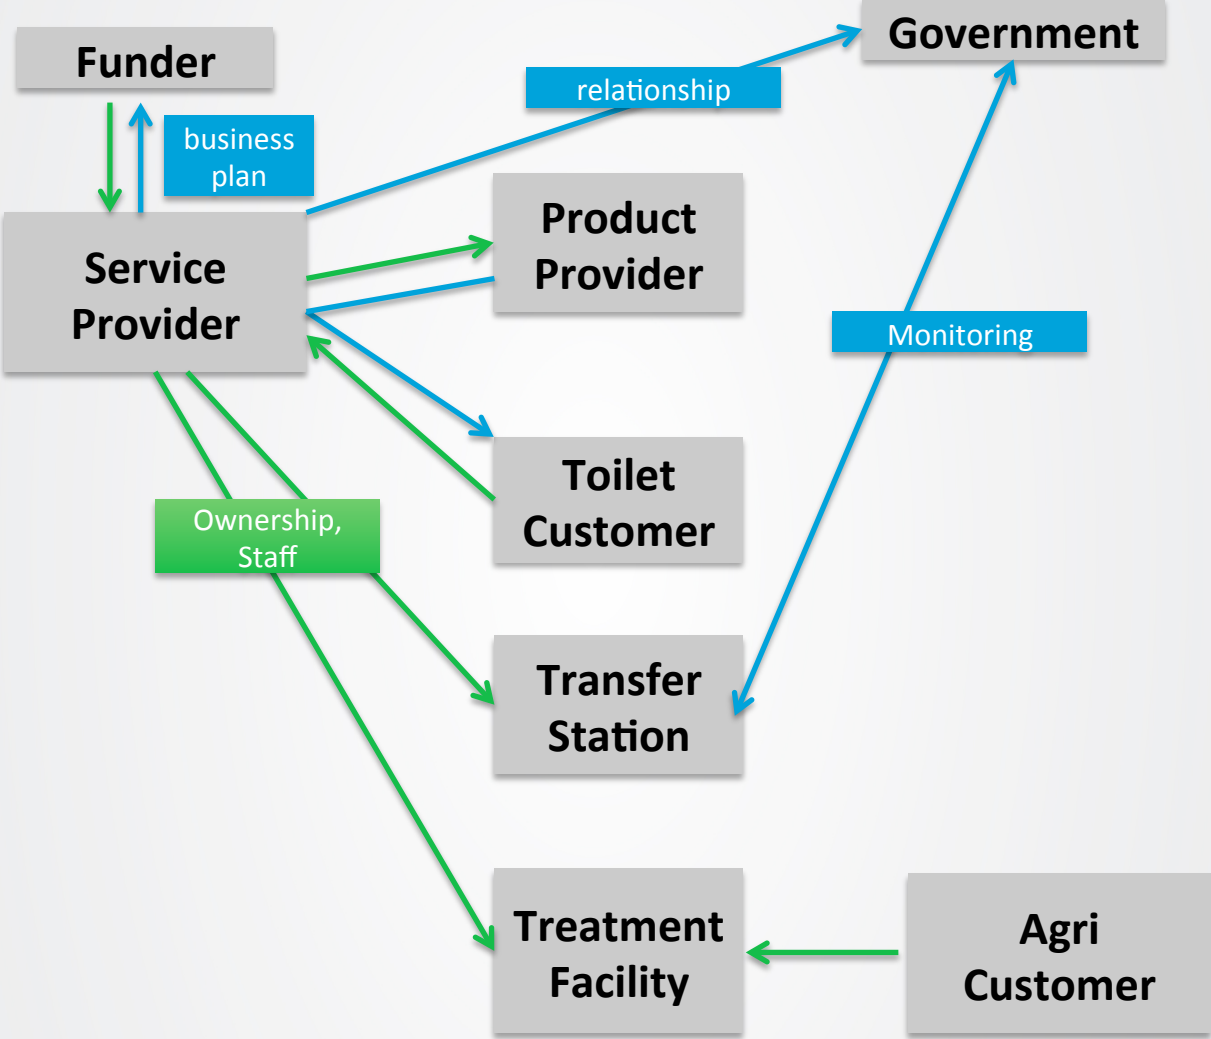 Funder
Government
relationship
business
plan
Product
Provider
Service
Provider
Monitoring
Toilet
Customer
Ownership,
Staff
Transfer
Station
Treatment
Facility
Agri
Customer